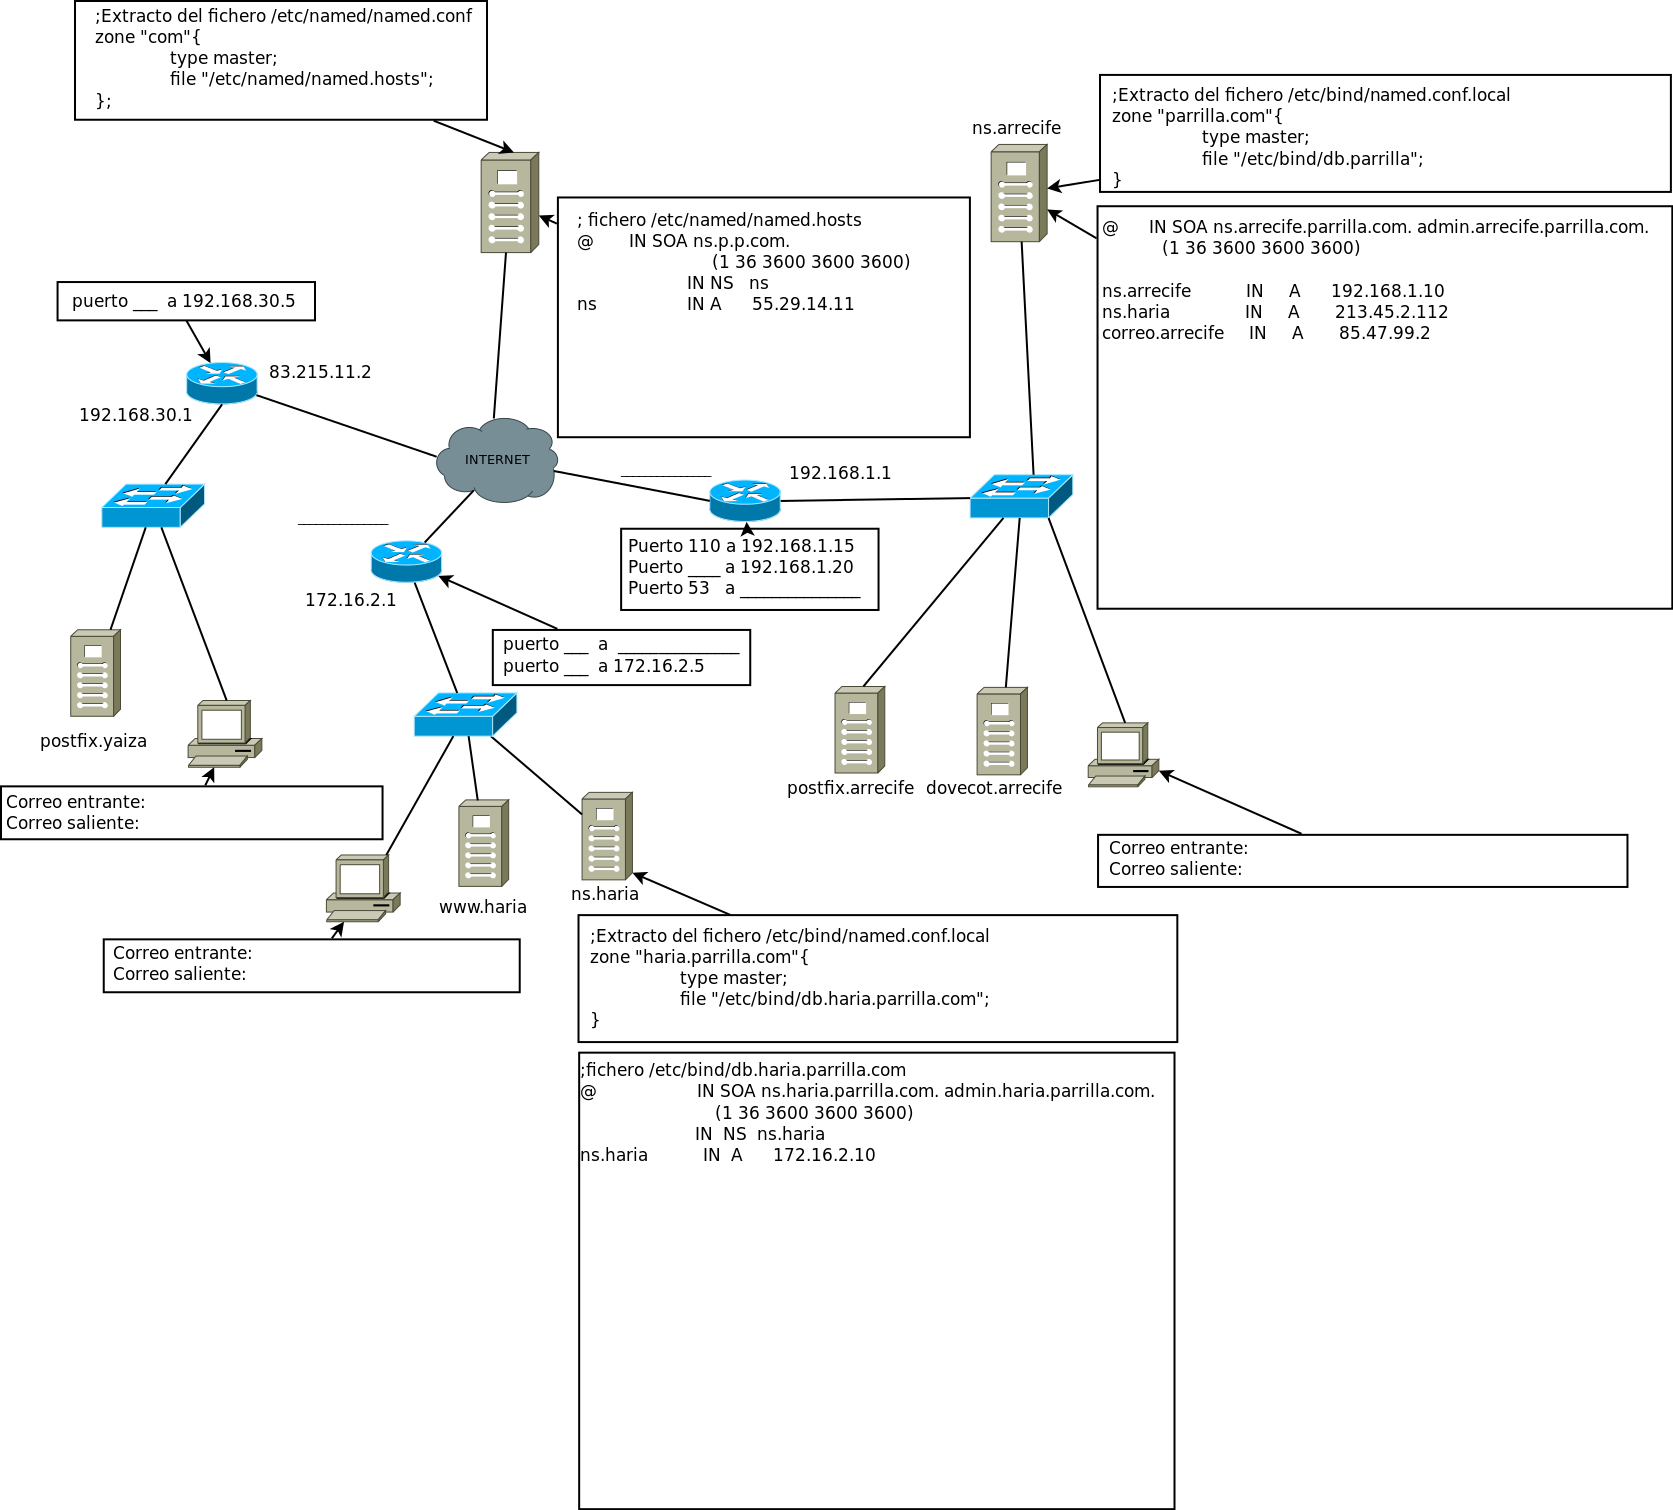 ;Extracto del fichero /etc/named/named.conf
zone "com"{
type master;
file "/etc/named/named.hosts";
};
ns.arrecife
;Extracto del fichero /etc/bind/named.conf.local
zone "parrilla.com"{
type master;
file "/etc/bind/db.parrilla";
}
; fichero /etc/named/named.hosts
@ IN SOA ns.p.p.com.
(1 36 3600 3600 3600)
IN NS ns
ns IN A 55.29.14.11
@ IN SOA ns.arrecife.parrilla.com. admin.arrecife.parrilla.com.
(1 36 3600 3600 3600)
ns.arrecife IN A 192.168.1.10
ns.haria IN A 213.45.2.112
correo.arrecife IN A 85.47.99.2
puerto ___ a 192.168.30.5
83.215.11.2
192.168.30.1
INTERNET
___________
192.168.1.1
___________
172.16.2.1
Puerto 110 a 192.168.1.15
Puerto ____ a 192.168.1.20
Puerto 53 a _______________
puerto ___ a _______________
puerto ___ a 172.16.2.5
postfix.yaiza
Correo entrante:
Correo saliente:
postfix.arrecife
dovecot.arrecife
Correo entrante:
Correo saliente:
www.haria
ns.haria
Correo entrante:
Correo saliente:
;Extracto del fichero /etc/bind/named.conf.local
zone "haria.parrilla.com"{
type master;
file "/etc/bind/db.haria.parrilla.com";
}
;fichero /etc/bind/db.haria.parrilla.com
@ IN SOA ns.haria.parrilla.com. admin.haria.parrilla.com.
(1 36 3600 3600 3600)
IN NS ns.haria
ns.haria IN A 172.16.2.10